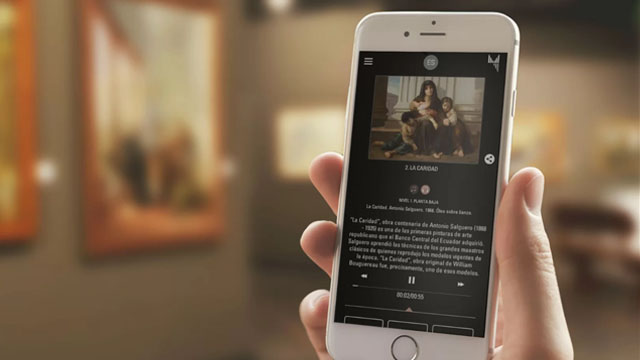 ES
2. LA CARIDAD
NIVEL 1. PLANTA BAJA
La Caridad. Antonio Salguero, 1868. Óleo sobre lienzo.
"La Caridad", obra centenaria de Antonio Salguero (1868
- 1935) es una de las primeras pinturas de arte
republicano que el Banco Central del Ecuador adquirió.
Salguero aprendió las técnicas de los grandes maestros
clásicos de quienes reprodujo los modelos vigentes de
la época. "La Caridad", obra original de William
Bouguereau fue, precisamente, uno de esos modelos.
00:02/00:55